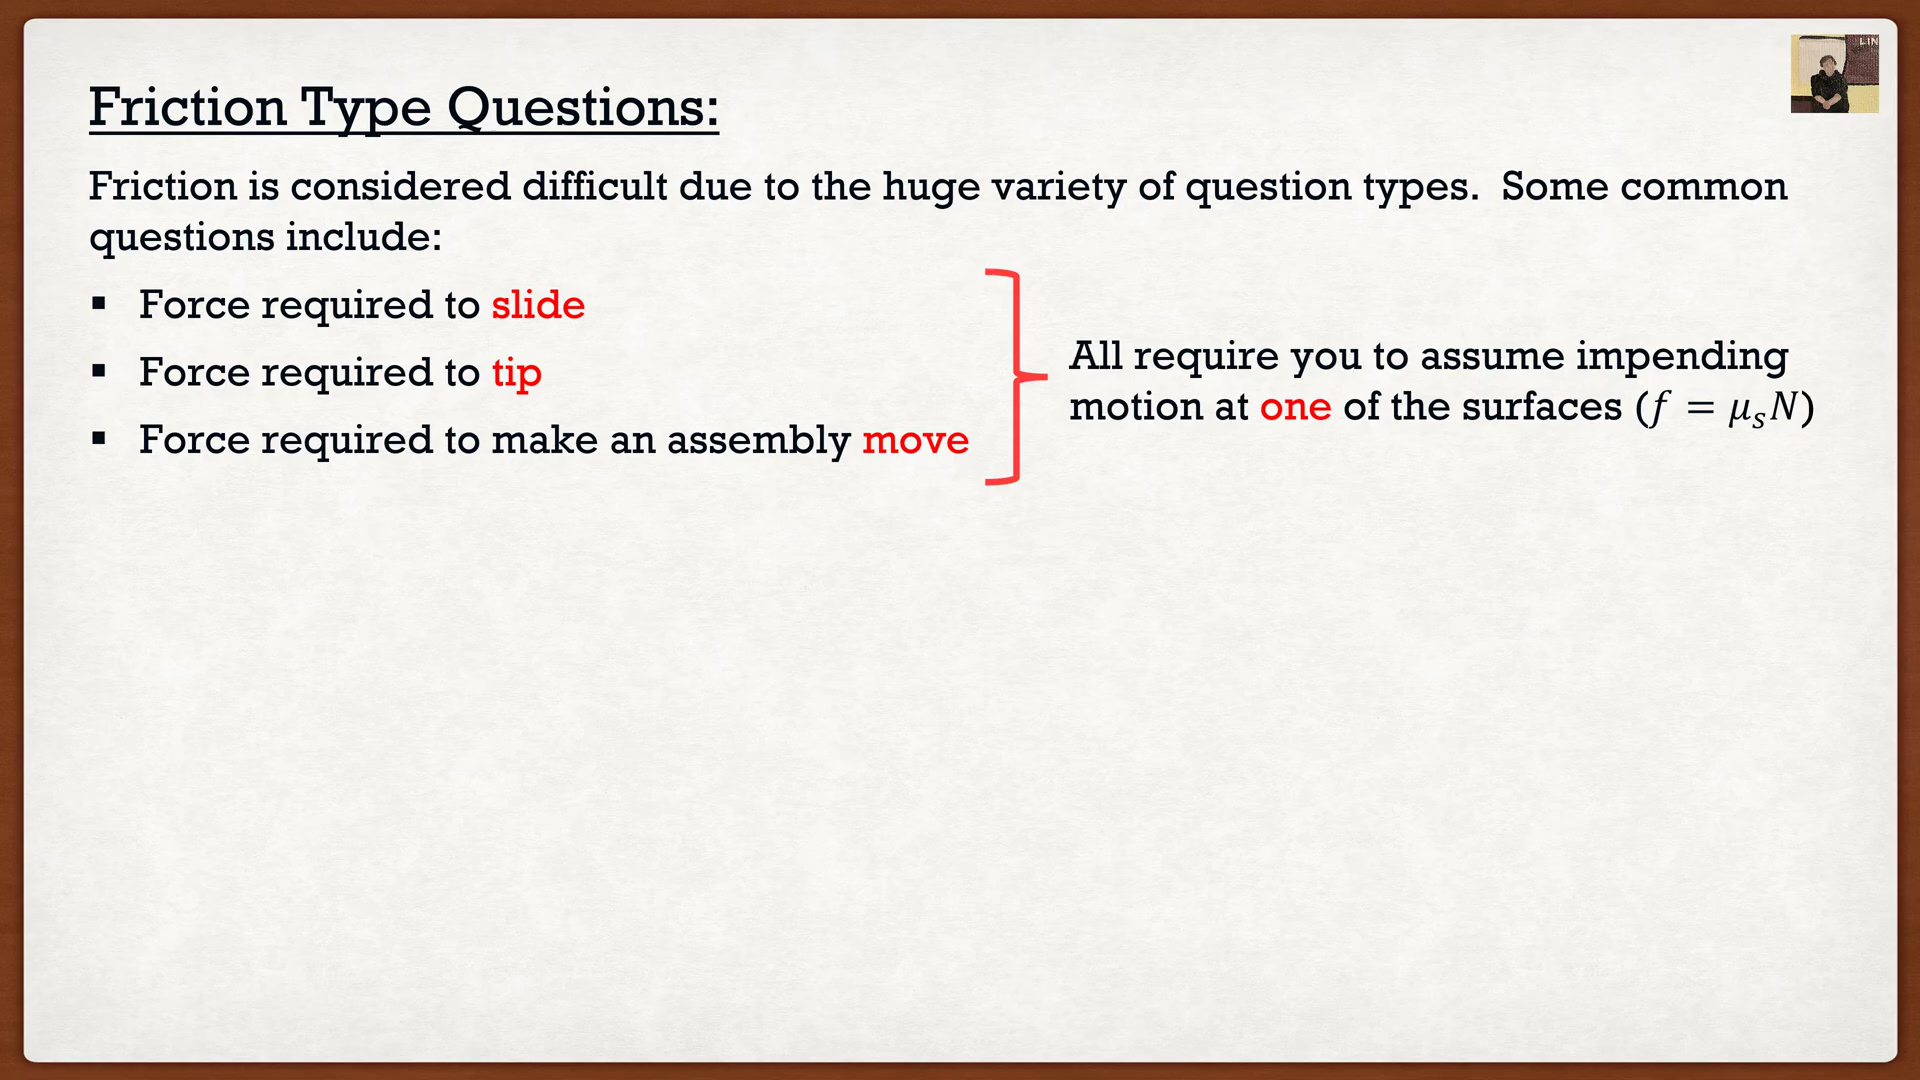 LIN
Friction Type Questions:
Friction is considered difficult due to the huge variety of question types. Some common
questions include:
▪ Force required to slide
▪ Force required to tip
▪ Force required to make an assembly move
All require you to assume impending
motion at one of the surfaces (𝑓 = 𝜇ₛ𝑁)